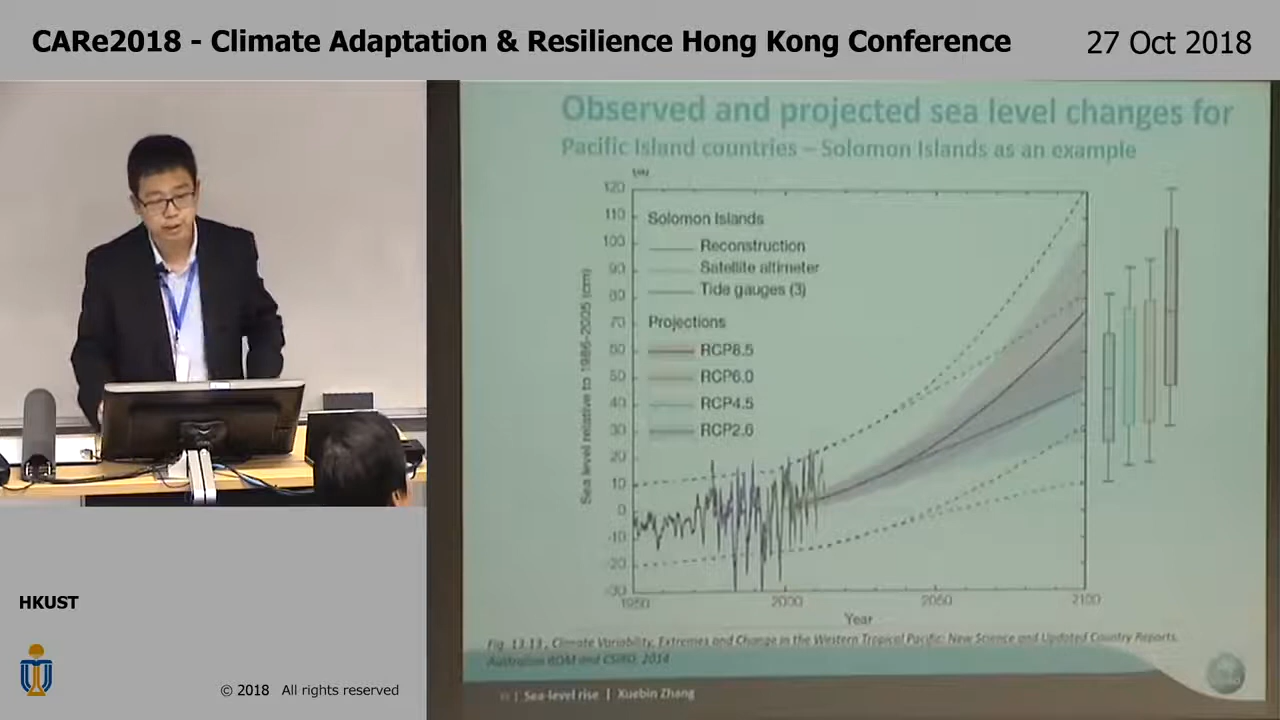 CARe2018 - Climate Adaptation & Resilience Hong Kong Conference
27 Oct 2018
Observed and projected sea level changes for
Pacific Island countries – Solomon Islands as an example
Solomon Islands
Reconstruction
Satellite altimeter
Tide gauges (3)
Projections
RCP8.5
RCP6.0
RCP4.5
RCP2.6
120
110
100
90
80
70
60
50
40
30
20
10
0
-10
-20
-30
Sea level relative to 1986-2005 (cm)
1950
2000
2050
2100
Year
Fig. 13.13, Climate Variability, Extremes and Change in the Western Tropical Pacific: New Science and Updated Country Reports,
Australian BOM and CSIRO, 2014
| Sea-level rise | Xuebin Zhang
HKUST
© 2018 All rights reserved